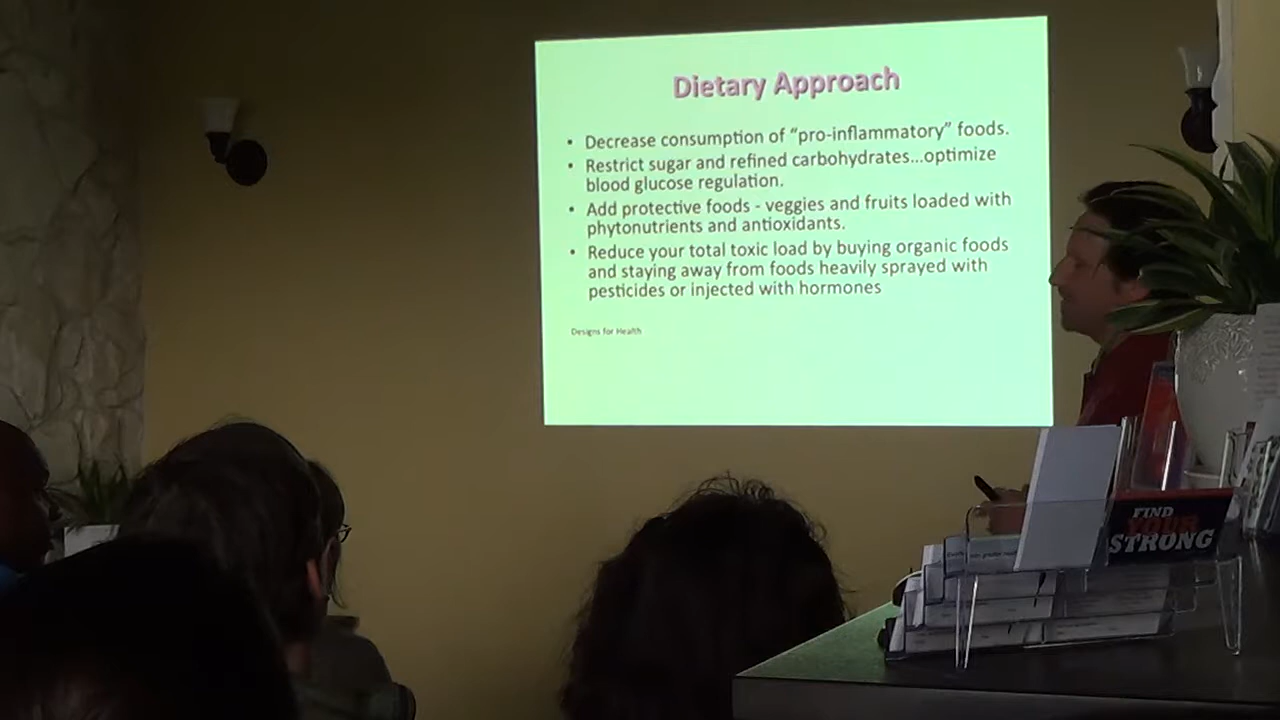 Dietary Approach
• Decrease consumption of “pro-inflammatory” foods.
• Restrict sugar and refined carbohydrates...optimize
blood glucose regulation.
• Add protective foods - veggies and fruits loaded with
phytonutrients and antioxidants.
• Reduce your total toxic load by buying organic foods
and staying away from foods heavily sprayed with
pesticides or injected with hormones
Designs for Health
FIND
YOUR
STRONG